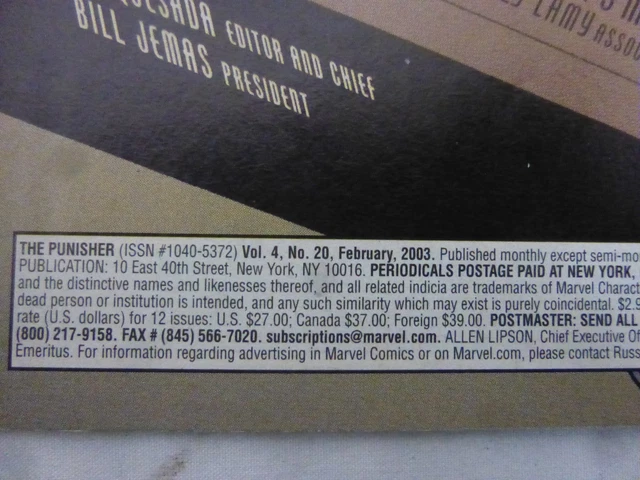 QUESADA EDITOR AND CHIEF
BILL JEMAS PRESIDENT
LAMY ASSOC
THE PUNISHER (ISSN #1040-5372) Vol. 4, No. 20, February, 2003. Published monthly except semi-mo
PUBLICATION: 10 East 40th Street, New York, NY 10016. PERIODICALS POSTAGE PAID AT NEW YORK,
and the distinctive names and likenesses thereof, and all related indicia are trademarks of Marvel Charact
dead person or institution is intended, and any such similarity which may exist is purely coincidental. $2.9
rate (U.S. dollars) for 12 issues: U.S. $27.00; Canada $37.00; Foreign $39.00. POSTMASTER: SEND ALL
(800) 217-9158. FAX # (845) 566-7020. subscriptions@marvel.com. ALLEN LIPSON, Chief Executive Of
Emeritus. For information regarding advertising in Marvel Comics or on Marvel.com, please contact Russ